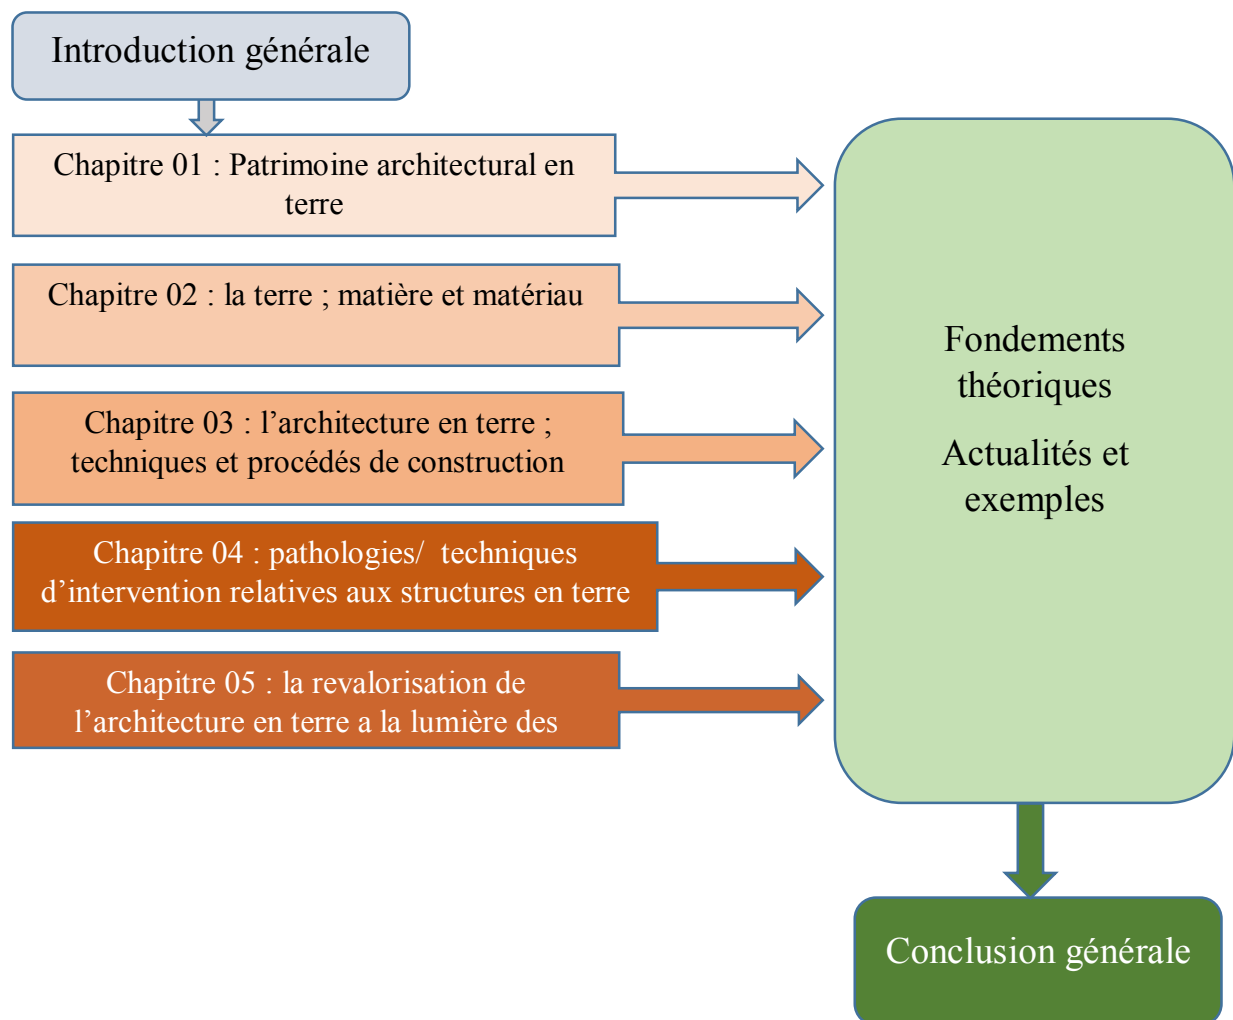 Introduction générale
Chapitre 01 : Patrimoine architectural en
terre
Chapitre 02 : la terre ; matière et matériau
Chapitre 03 : l’architecture en terre ;
techniques et procédés de construction
Chapitre 04 : pathologies/ techniques
d’intervention relatives aux structures en terre
Chapitre 05 : la revalorisation de
l’architecture en terre a la lumière des
Fondements
théoriques
Actualités et
exemples
Conclusion générale